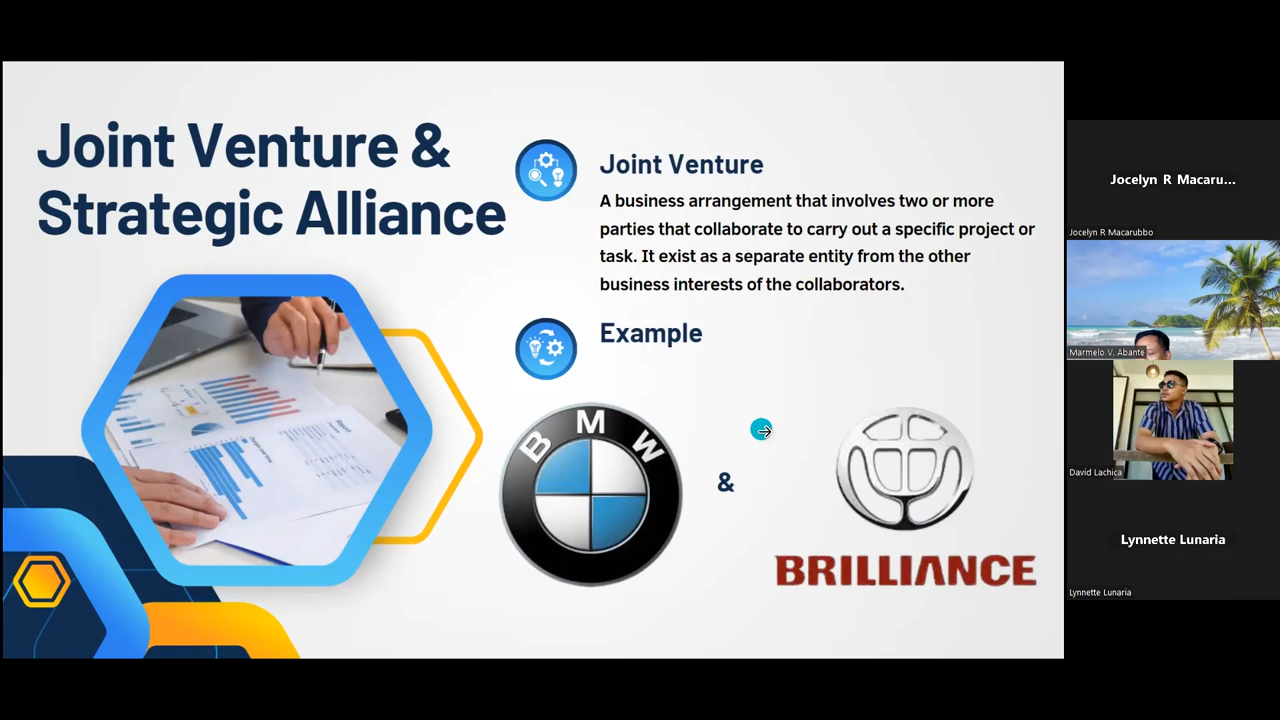 Joint Venture &
Strategic Alliance
Joint Venture
A business arrangement that involves two or more
parties that collaborate to carry out a specific project or
task. It exist as a separate entity from the other
business interests of the collaborators.
Example
BMW
&
BRILLIANCE
Jocelyn R Macaru...
Jocelyn R Macarubbo
Marmelo V. Abante
David Lachica
Lynnette Lunaria
Lynnette Lunaria